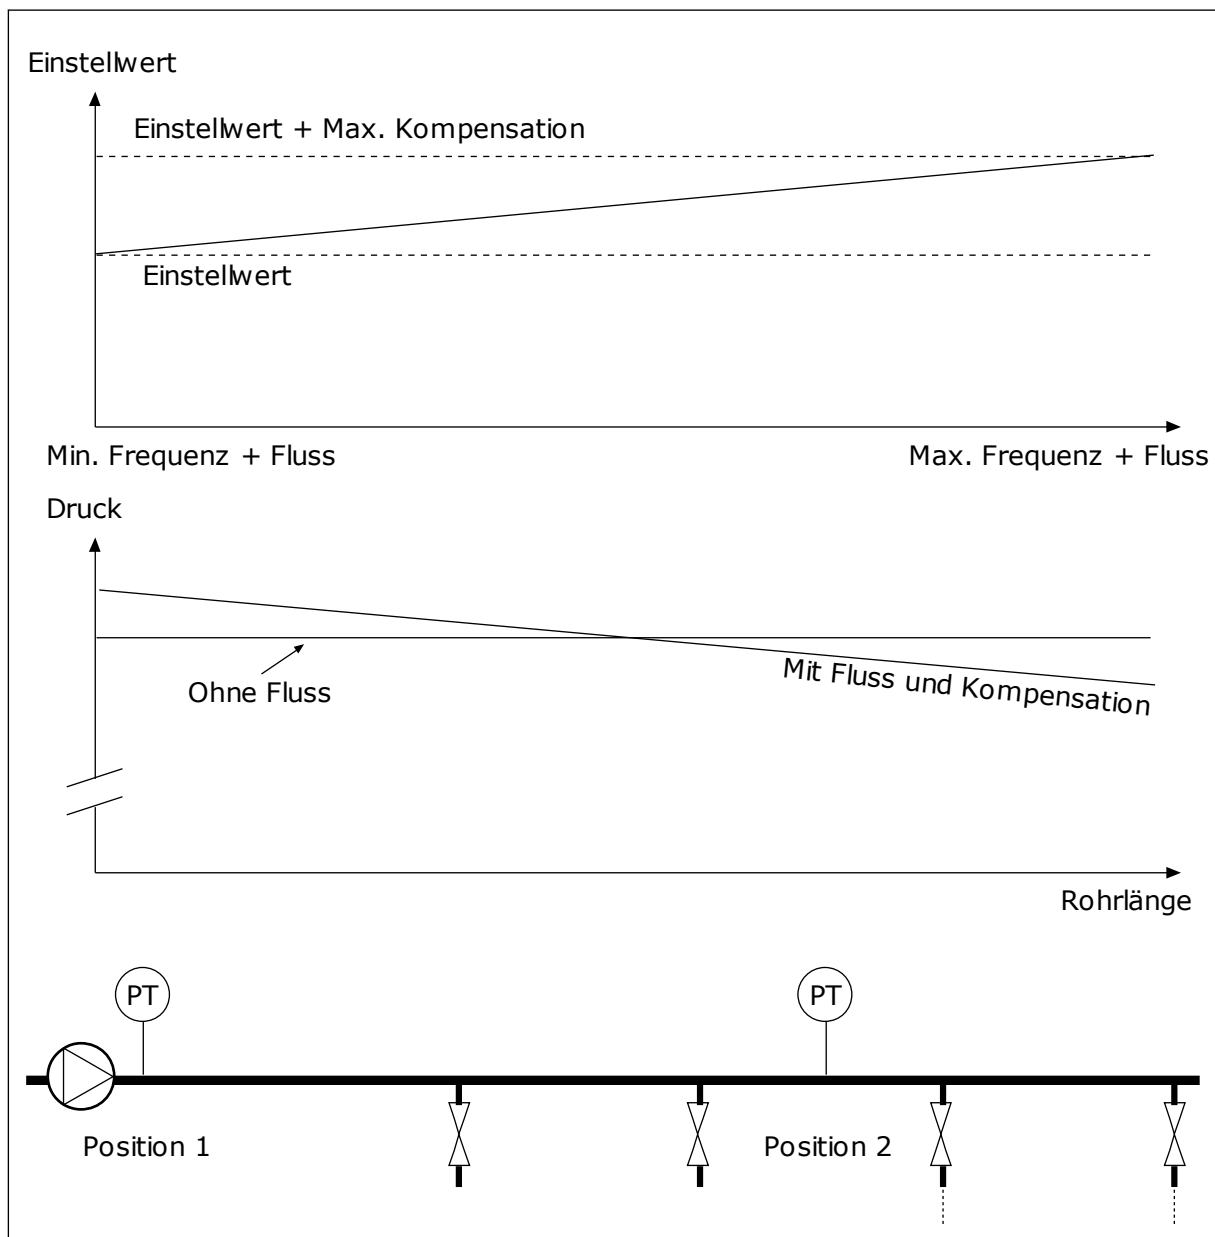 Einstellwert
Einstellwert + Max. Kompensation
Einstellwert
Min. Frequenz + Fluss
Max. Frequenz + Fluss
Druck
Ohne Fluss
Mit Fluss und Kompensation
Rohrlänge
PT
PT
Position 1
Position 2